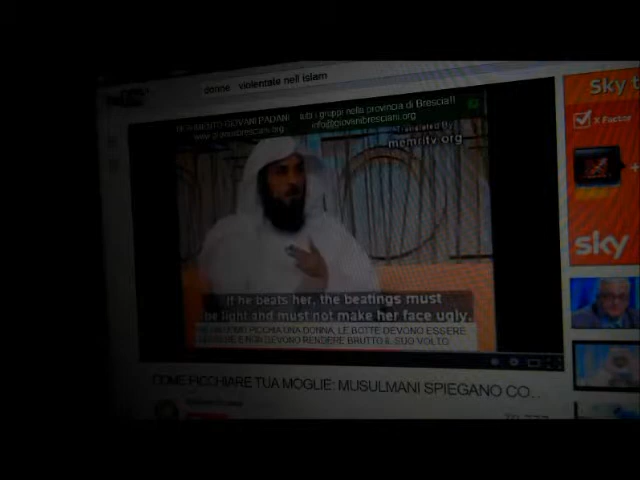 donne violentate nell islam
MOVIMENTO GIOVANI PADANI
tutti i gruppi nella provincia di Brescia!!!
www.giovanibresciani.org
info@giovanibresciani.org
Translated by
memritv.org
If he beats her, the beatings must
be light and must not make her face ugly.
UOMO PICCHIA UNA DONNA, LE BOTTE DEVONO ESSERE
E NON DEVONO RENDERE BRUTTO IL SUO VOLTO
COME PICCHIARE TUA MOGLIE: MUSULMANI SPIEGANO CO...
sky
X Factor
sky